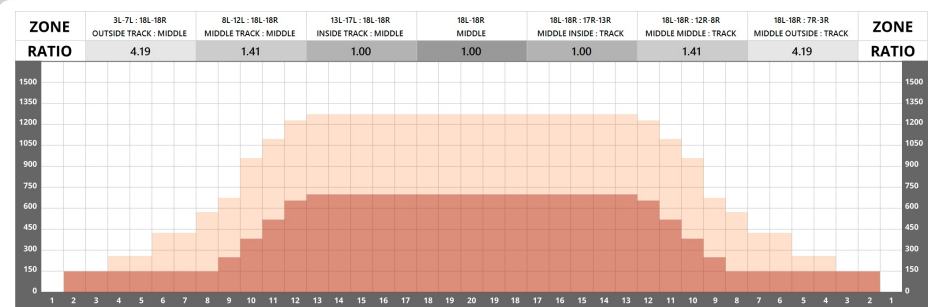 ZONE
3L-7L : 18L-18R
OUTSIDE TRACK : MIDDLE
8L-12L : 18L-18R
MIDDLE TRACK : MIDDLE
13L-17L : 18L-18R
INSIDE TRACK : MIDDLE
18L-18R
MIDDLE
18L-18R : 17R-13R
MIDDLE INSIDE : TRACK
18L-18R : 12R-8R
MIDDLE MIDDLE : TRACK
18L-18R : 7R-3R
MIDDLE OUTSIDE : TRACK
ZONE
RATIO 4.19 1.41 1.00 1.00 1.00 1.41 4.19 RATIO
1500 1500
1350 1350
1200 1200
1050 1050
900 900
750 750
600 600
450 450
300 300
150 150
0 0
1 2 3 4 5 6 7 8 9 10 11 12 13 14 15 16 17 18 19 20 19 18 17 16 15 14 13 12 11 10 9 8 7 6 5 4 3 2 1